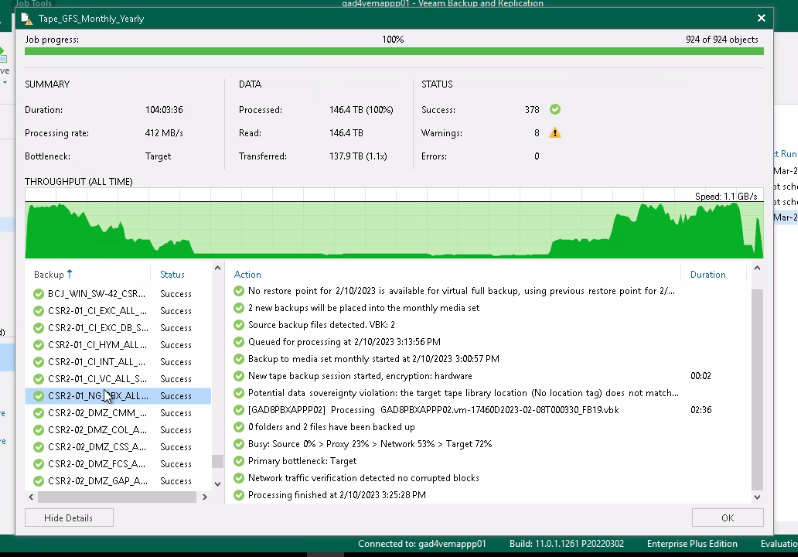 Job Tools
gad4vemappp01 - Veeam Backup and Replication
Tape_GFS_Monthly_Yearly
Job progress: 100% 924 of 924 objects
SUMMARY DATA STATUS
Duration: 104:03:36 Processed: 146.4 TB (100%) Success: 378
Processing rate: 412 MB/s Read: 146.4 TB Warnings: 8
Bottleneck: Target Transferred: 137.9 TB (1.1x) Errors: 0
THROUGHPUT (ALL TIME)
Speed: 1.1 GB/s
Backup Status
BCJ_WIN_SW-42_CSR... Success
CSR2-01_CI_EXC_ALL_... Success
CSR2-01_CI_EXC_DB_S... Success
CSR2-01_CI_HYM_ALL... Success
CSR2-01_CI_INT_ALL_... Success
CSR2-01_CI_VC_ALL_S... Success
CSR2-01_NG_BX_ALL... Success
CSR2-02_DMZ_CMM_... Success
CSR2-02_DMZ_COL_A... Success
CSR2-02_DMZ_CSS_A... Success
CSR2-02_DMZ_FCS_A... Success
CSR2-02_DMZ_GAP_A... Success
Action Duration
No restore point for 2/10/2023 is available for virtual full backup, using previous restore point for 2/...
2 new backups will be placed into the monthly media set
Source backup files detected. VBK: 2
Queued for processing at 2/10/2023 3:13:56 PM
Backup to media set monthly started at 2/10/2023 3:00:57 PM
New tape backup session started, encryption: hardware 00:02
Potential data sovereignty violation: the target tape library location (No location tag) does not match...
[GAD8PBXAPPP02] Processing GAD8PBXAPPP02.vm-17460D2023-02-08T000330_FB19.vbk 02:36
0 folders and 2 files have been backed up
Busy: Source 0% > Proxy 23% > Network 53% > Target 72%
Primary bottleneck: Target
Network traffic verification detected no corrupted blocks
Processing finished at 2/10/2023 3:25:28 PM
Hide Details OK
Connected to: gad4vemappp01 Build: 11.0.1.1261 P20220302 Enterprise Plus Edition Evaluatio